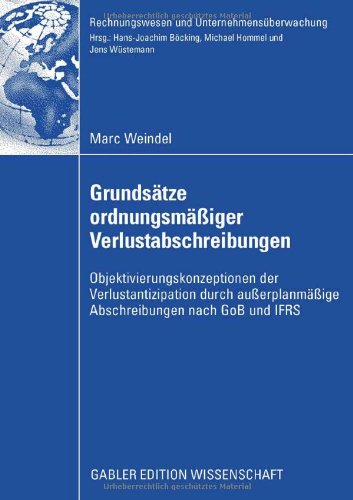 Urheberrechtlich geschütztes Material
Rechnungswesen und Unternehmensüberwachung
Hrsg.: Hans-Joachim Böcking, Michael Hommel und
Jens Wüstemann
Marc Weindel
Grundsätze
ordnungsmäßiger
Verlustabschreibungen
Objektivierungskonzeptionen der
Verlustantizipation durch außerplanmäßige
Abschreibungen nach GoB und IFRS
GABLER EDITION WISSENSCHAFT
Urheberrechtlich geschütztes Material